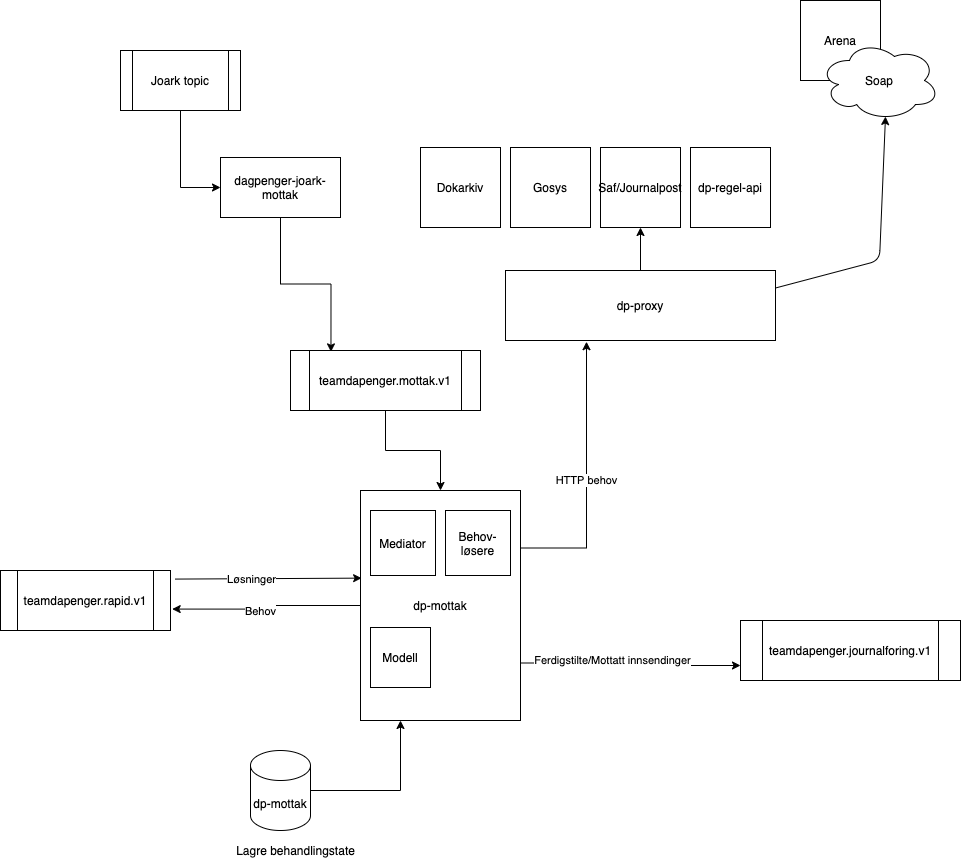 Arena
Soap
Joark topic
dagpenger-joark-
mottak
Dokarkiv
Gosys
Saf/Journalpost
dp-regel-api
dp-proxy
teamdapenger.mottak.v1
HTTP behov
Mediator
Behov-
løsere
Løsninger
teamdapenger.rapid.v1
dp-mottak
Behov
Modell
Ferdigstilte/Mottatt innsendinger
teamdapenger.journalforing.v1
dp-mottak
Lagre behandlingstate